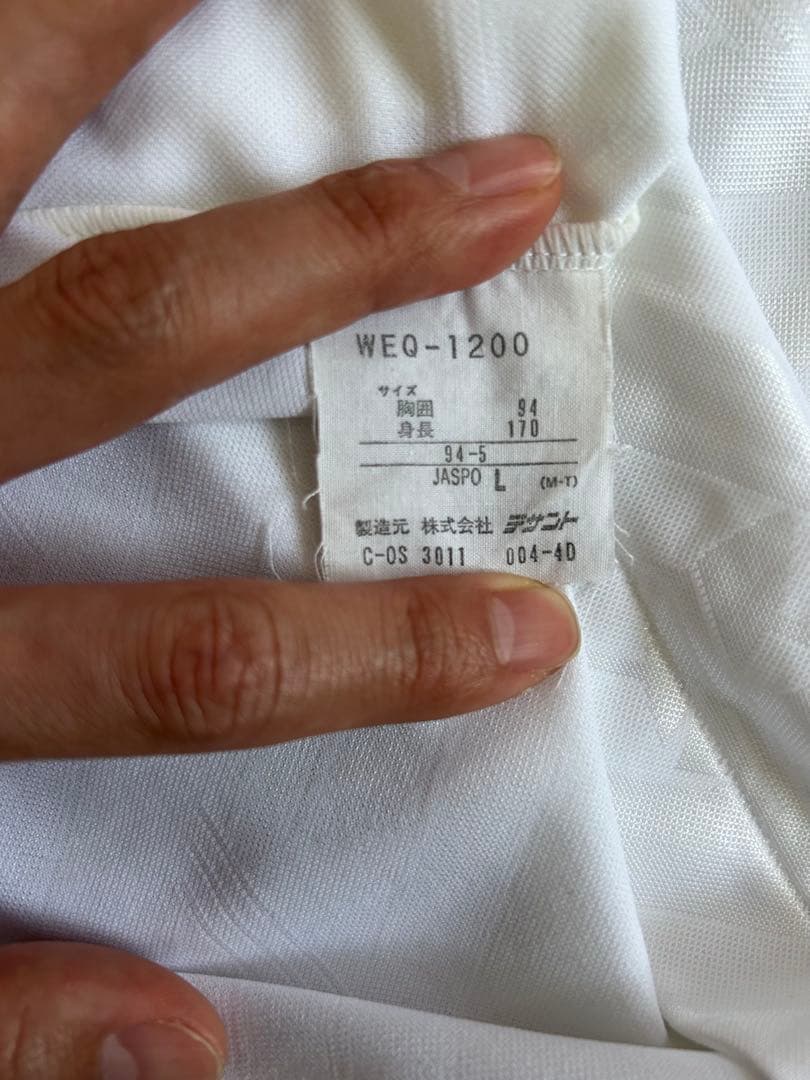 WEQ-1200
サイズ
胸囲 94
身長 170
94-5
JASPO L (M-T)
製造元 株式会社 デサント
C-OS 3011 004-4D